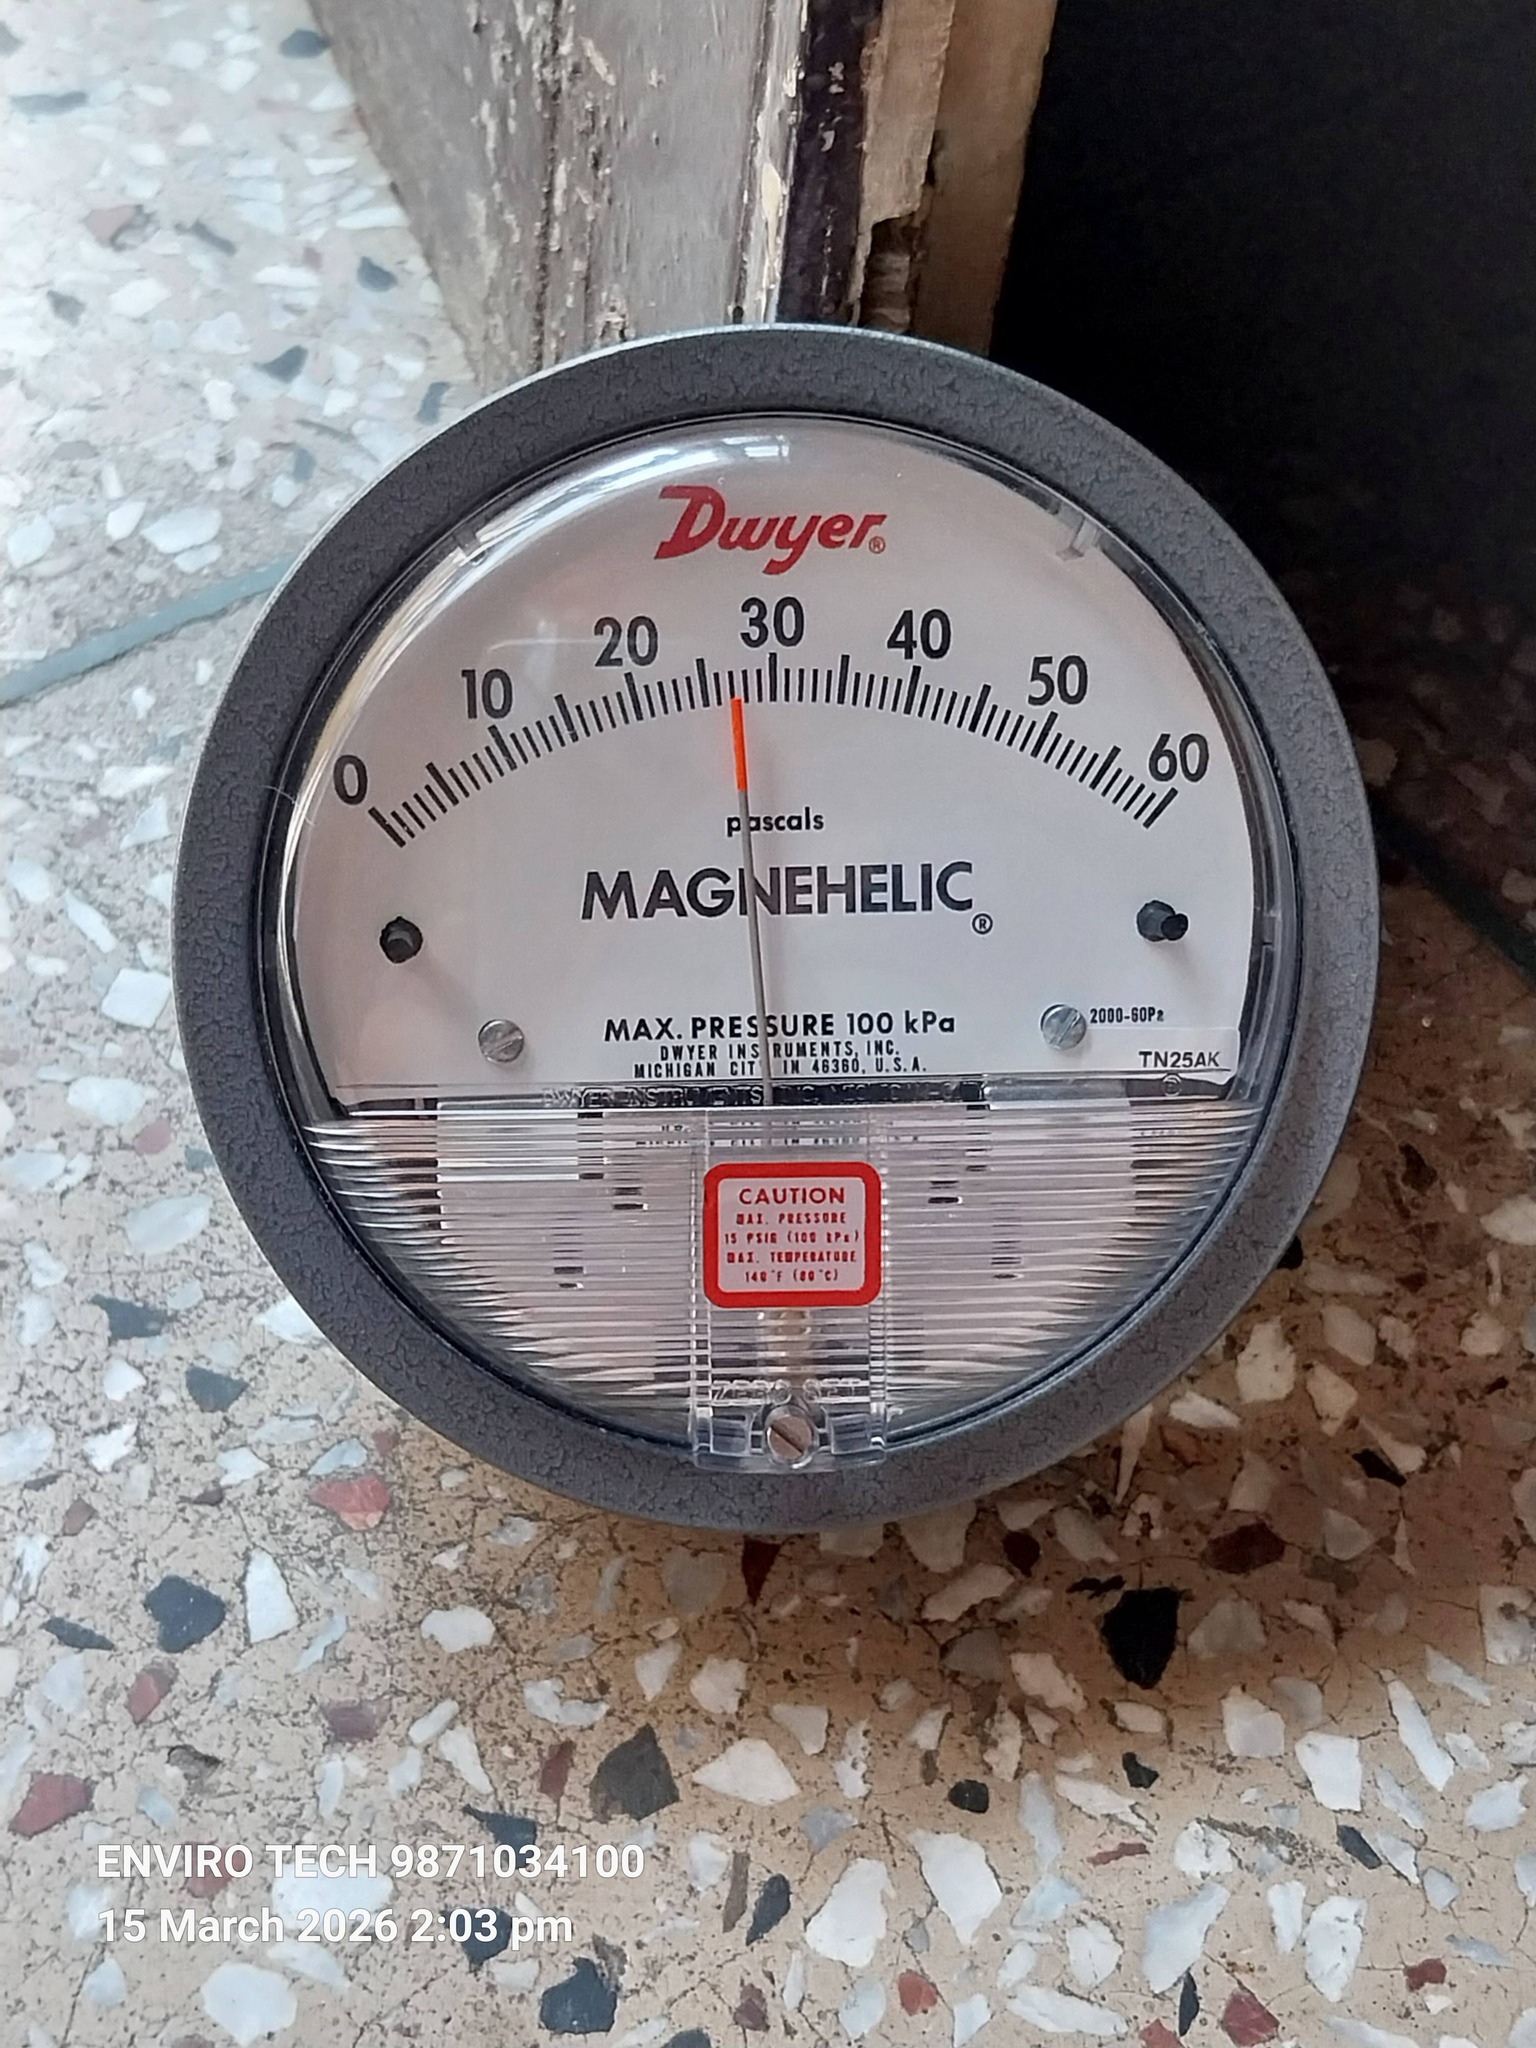 Dwyer®
0 10 20 30 40 50 60
pascals
MAGNEHELIC®
MAX. PRESSURE 100 kPa
DWYER INSTRUMENTS, INC.
MICHIGAN CITY IN 46360, U.S.A.
2000-60Pa
TN25AK
CAUTION
MAX. PRESSURE
15 PSIG (100 kPa)
MAX. TEMPERATURE
140°F (60°C)
ZERO SET
ENVIRO TECH 9871034100
15 March 2026 2:03 pm